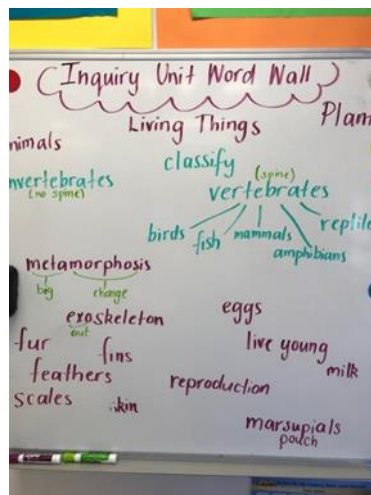 Inquiry Unit Word Wall
Living Things
Plan
nimals
classify
nvertebrates
(no spine)
(spine)
vertebrates
birds
fish
mammals
amphibians
reptile
metamorphosis
big
change
exoskeleton
out
eggs
fur
fins
live young
feathers
milk
scales
skin
reproduction
marsupials
pouch